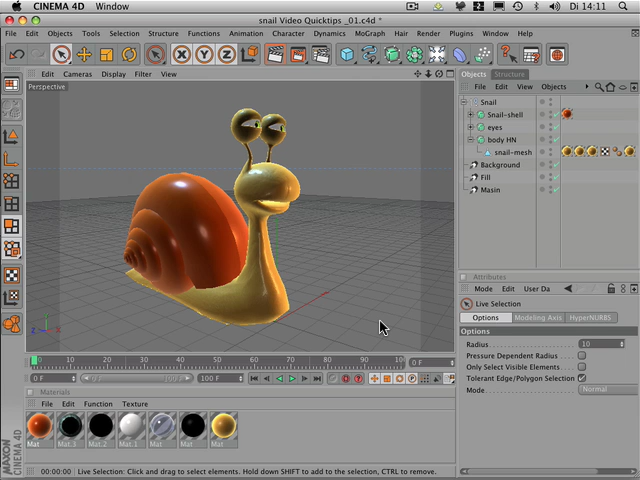 CINEMA 4D Window
2
Di 14:11
snail Video Quicktips _01.c4d *
File Edit Objects Tools Selection Structure Functions Animation Character Dynamics MoGraph Hair Render Plugins Window Help
X Y Z
View Edit Cameras Display Filter View
Perspective
Objects Structure
File Edit View Objects
Snail
Snail-shell
eyes
body HN
snail-mesh
Background
Fill
Masin
Attributes
Mode Edit User Da
Live Selection
Options Modeling Axis HyperNURBS
Options
Radius 10
Pressure Dependent Radius
Only Select Visible Elements
Tolerant Edge/Polygon Selection
Mode Normal
0 10 20 30 40 50 60 70 80 90 100 0 F
0 F 0 100 F 100 F
Materials
File Edit Function Texture
Mat Mat.3 Mat.2 Mat.1 Mat Mat Mat
MAXON CINEMA 4D
00:00:00 Live Selection: Click and drag to select elements. Hold down SHIFT to add to the selection, CTRL to remove.